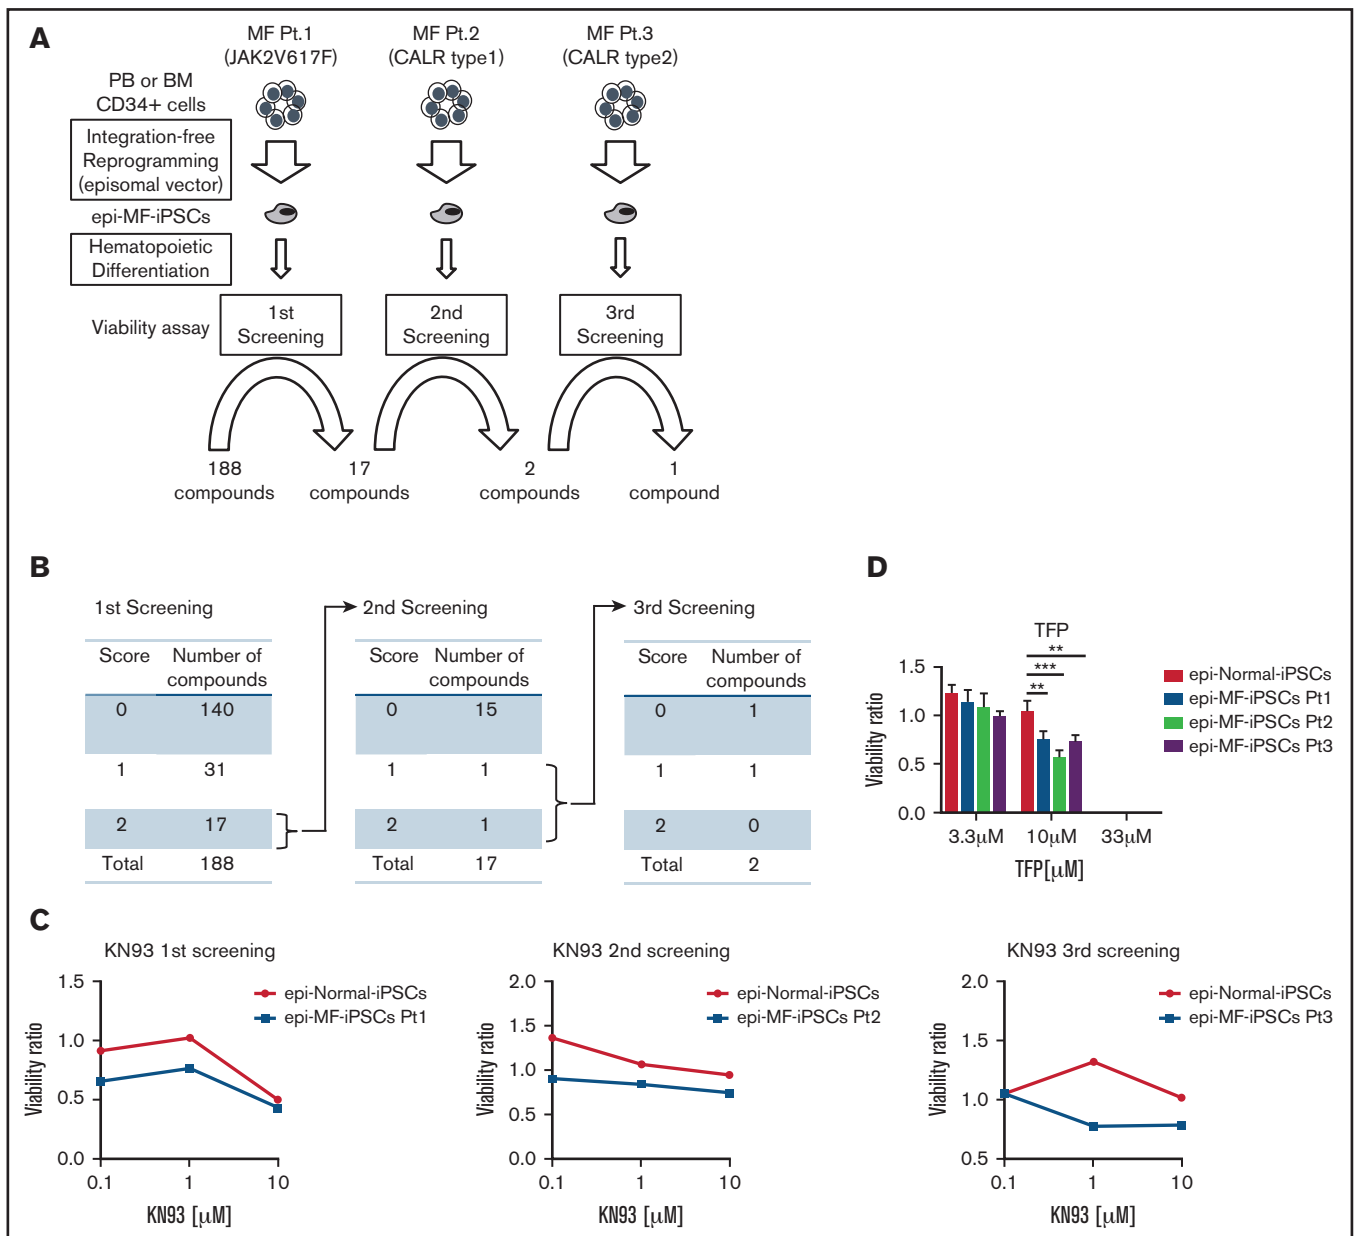 A
MF Pt.1
(JAK2V617F)
MF Pt.2
(CALR type1)
MF Pt.3
(CALR type2)
PB or BM
CD34+ cells
Integration-free
Reprogramming
(episomal vector)
epi-MF-iPSCs
Hematopoietic
Differentiation
Viability assay
1st
Screening
2nd
Screening
3rd
Screening
188
compounds
17
compounds
2
compounds
1
compound
B
1st Screening
Score
Number of
compounds
0 140
1 31
2 17
Total 188
2nd Screening
Score
Number of
compounds
0 15
1 1
2 1
Total 17
3rd Screening
Score
Number of
compounds
0 1
1 1
2 0
Total 2
D
TFP
**
***
**
1.5
1.0
0.5
0.0
Viability ratio
3.3μM 10μM 33μM
TFP[μM]
epi-Normal-iPSCs
epi-MF-iPSCs Pt1
epi-MF-iPSCs Pt2
epi-MF-iPSCs Pt3
C
KN93 1st screening
1.5
1.0
0.5
0.0
Viability ratio
0.1 1 10
KN93 [μM]
epi-Normal-iPSCs
epi-MF-iPSCs Pt1
KN93 2nd screening
2.0
1.5
1.0
0.5
0.0
Viability ratio
0.1 1 10
KN93 [μM]
epi-Normal-iPSCs
epi-MF-iPSCs Pt2
KN93 3rd screening
2.0
1.5
1.0
0.5
Viability ratio
0.1 1 10
KN93 [μM]
epi-Normal-iPSCs
epi-MF-iPSCs Pt3